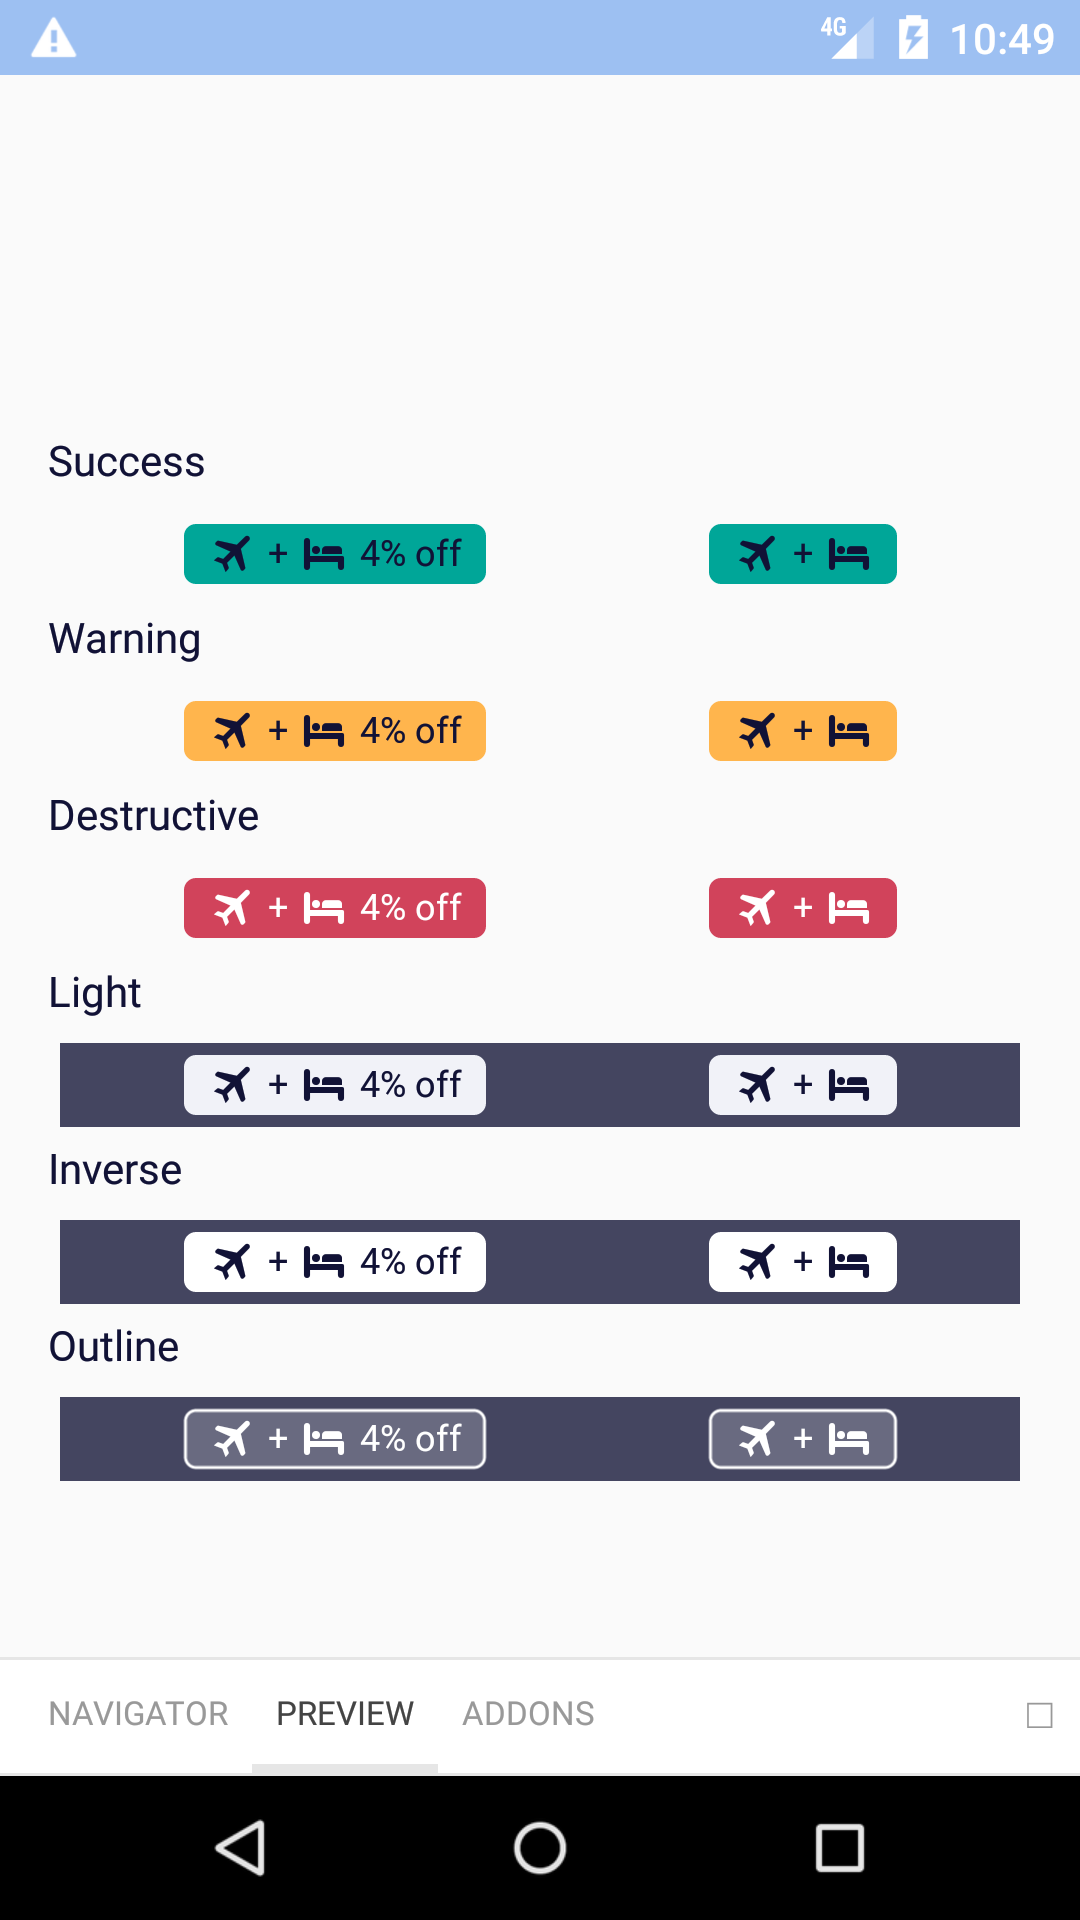 4G 10:49
Success
+ 4% off +
Warning
+ 4% off +
Destructive
+ 4% off +
Light
+ 4% off +
Inverse
+ 4% off +
Outline
+ 4% off +
NAVIGATOR PREVIEW ADDONS